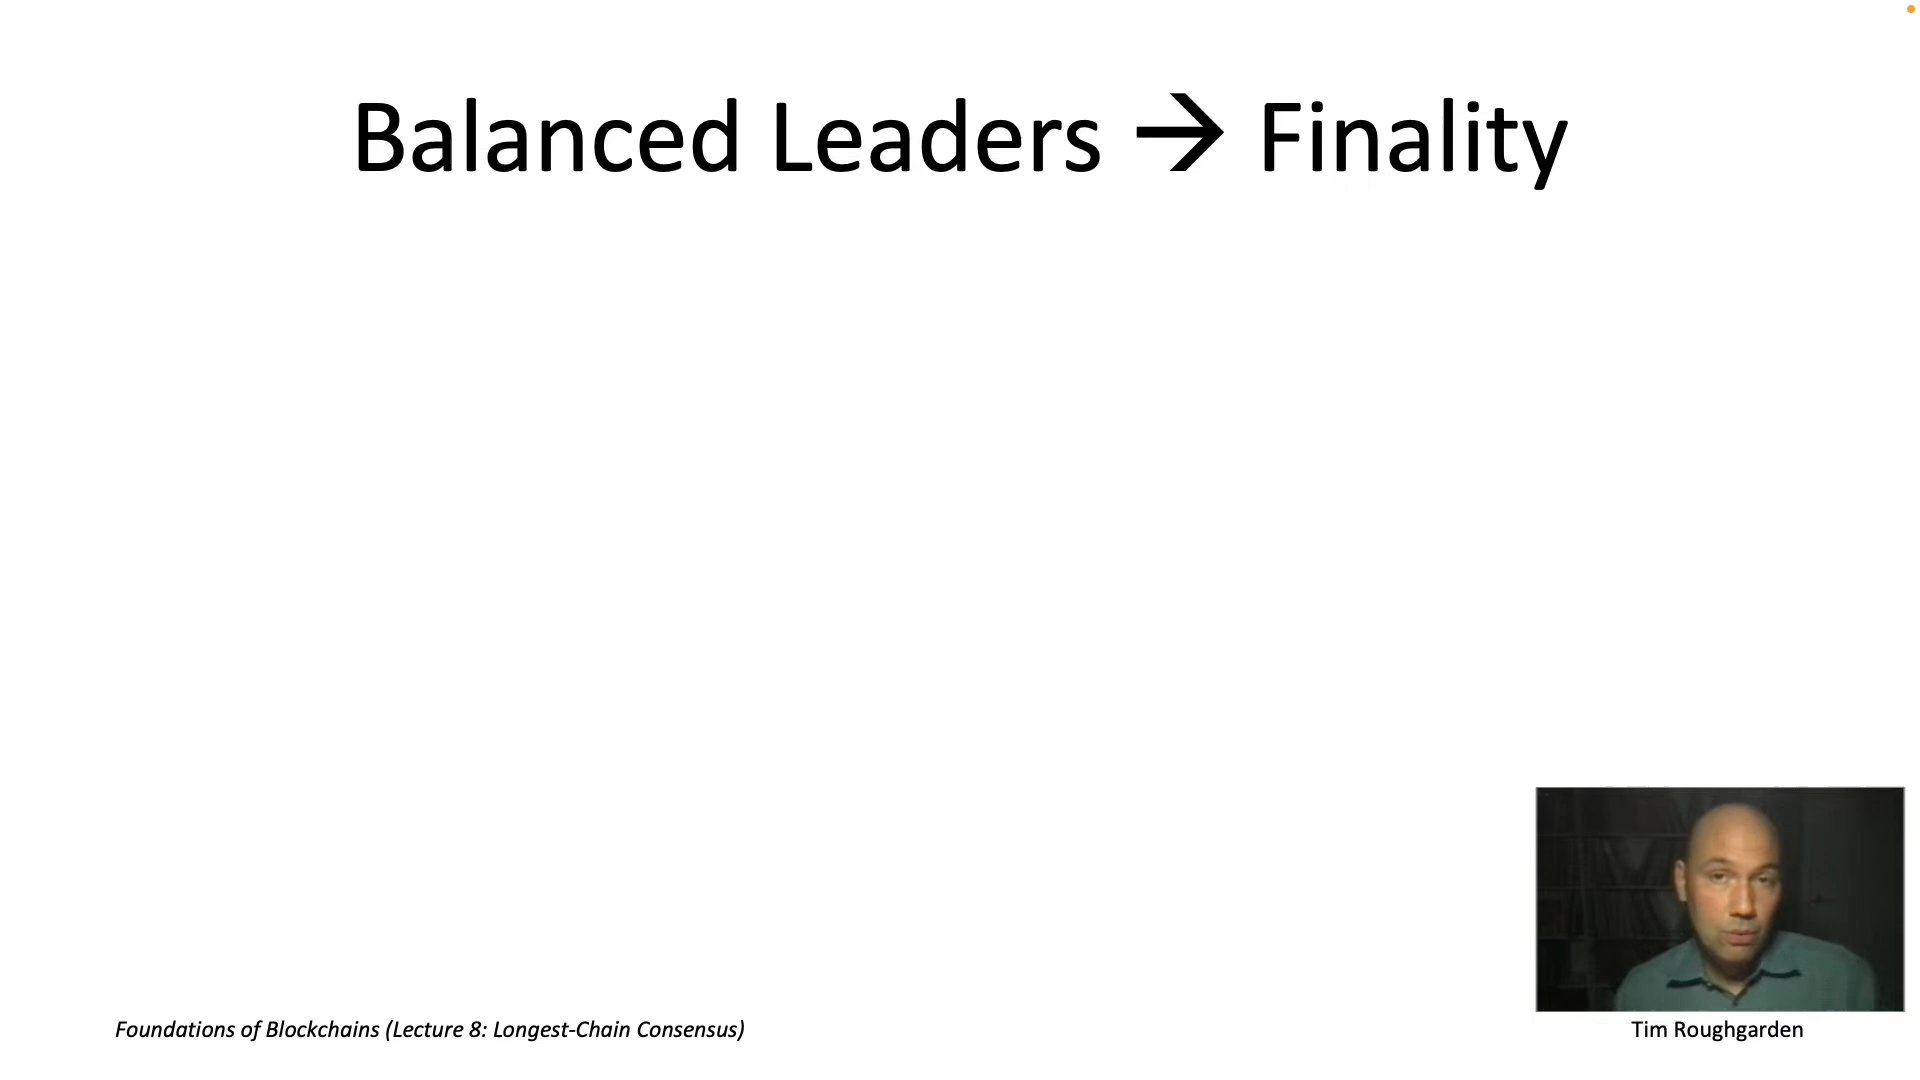 Balanced Leaders → Finality
Foundations of Blockchains (Lecture 8: Longest-Chain Consensus)
Tim Roughgarden